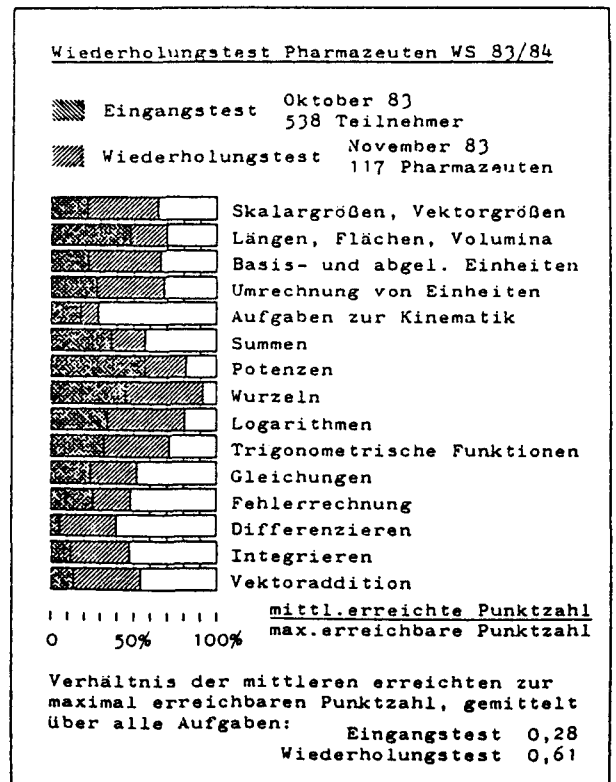 Wiederholungstest Pharmazeuten WS 83/84
Eingangstest Oktober 83
538 Teilnehmer
Wiederholungstest November 83
117 Pharmazeuten
Skalargrößen, Vektorgrößen
Längen, Flächen, Volumina
Basis- und abgel. Einheiten
Umrechnung von Einheiten
Aufgaben zur Kinematik
Summen
Potenzen
Wurzeln
Logarithmen
Trigonometrische Funktionen
Gleichungen
Fehlerrechnung
Differenzieren
Integrieren
Vektoraddition
mittl.erreichte Punktzahl
max.erreichbare Punktzahl
0 50% 100%
Verhältnis der mittleren erreichten zur
maximal erreichbaren Punktzahl, gemittelt
über alle Aufgaben:
Eingangstest 0,28
Wiederholungstest 0,61